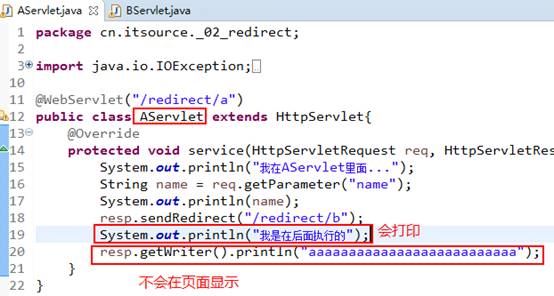 AServlet.java
BServlet.java
1 package cn.itsource._02_redirect;
2
3 import java.io.IOException;
10
11 @WebServlet("/redirect/a")
12 public class AServlet extends HttpServlet{
13 @Override
14 protected void service(HttpServletRequest req, HttpServletRes
15 System.out.println("我在AServlet里面...");
16 String name = req.getParameter("name");
17 System.out.println(name);
18 resp.sendRedirect("/redirect/b");
19 System.out.println("我是在后面执行的"); 会打印
20 resp.getWriter().println("aaaaaaaaaaaaaaaaaaaaaaaaaa");
21 }
不会在页面显示
22 }